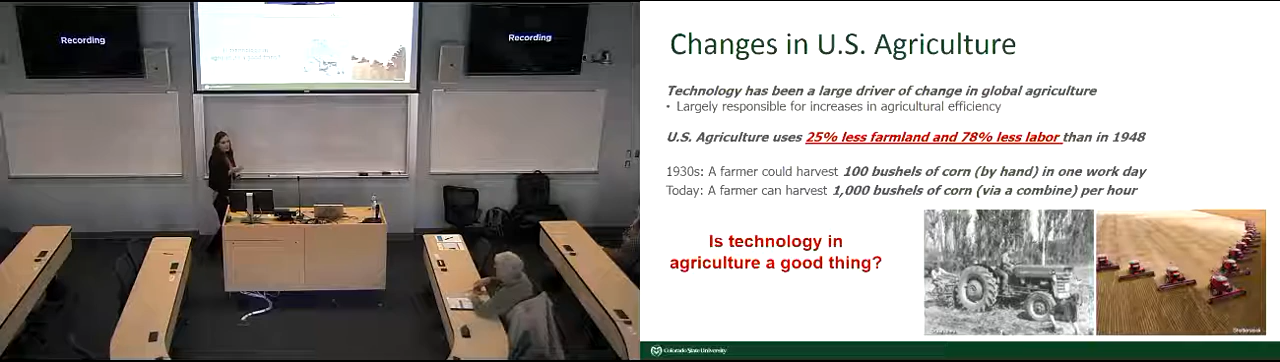 Recording
Recording
Changes in U.S. Agriculture
Technology has been a large driver of change in global agriculture
• Largely responsible for increases in agricultural efficiency
U.S. Agriculture uses 25% less farmland and 78% less labor than in 1948
1930s: A farmer could harvest 100 bushels of corn (by hand) in one work day
Today: A farmer can harvest 1,000 bushels of corn (via a combine) per hour
Is technology in
agriculture a good thing?
Shutterstock
Colorado State University